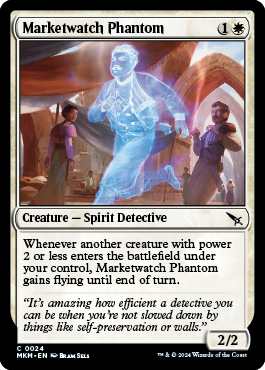 Marketwatch Phantom 1
Creature — Spirit Detective
Whenever another creature with power
2 or less enters the battlefield under
your control, Marketwatch Phantom
gains flying until end of turn.
“It’s amazing how efficient a detective you
can be when you’re not slowed down by
things like self-preservation or walls.”
2/2
C 0024
MKM • EN Bram Sels
™ & © 2024 Wizards of the Coast